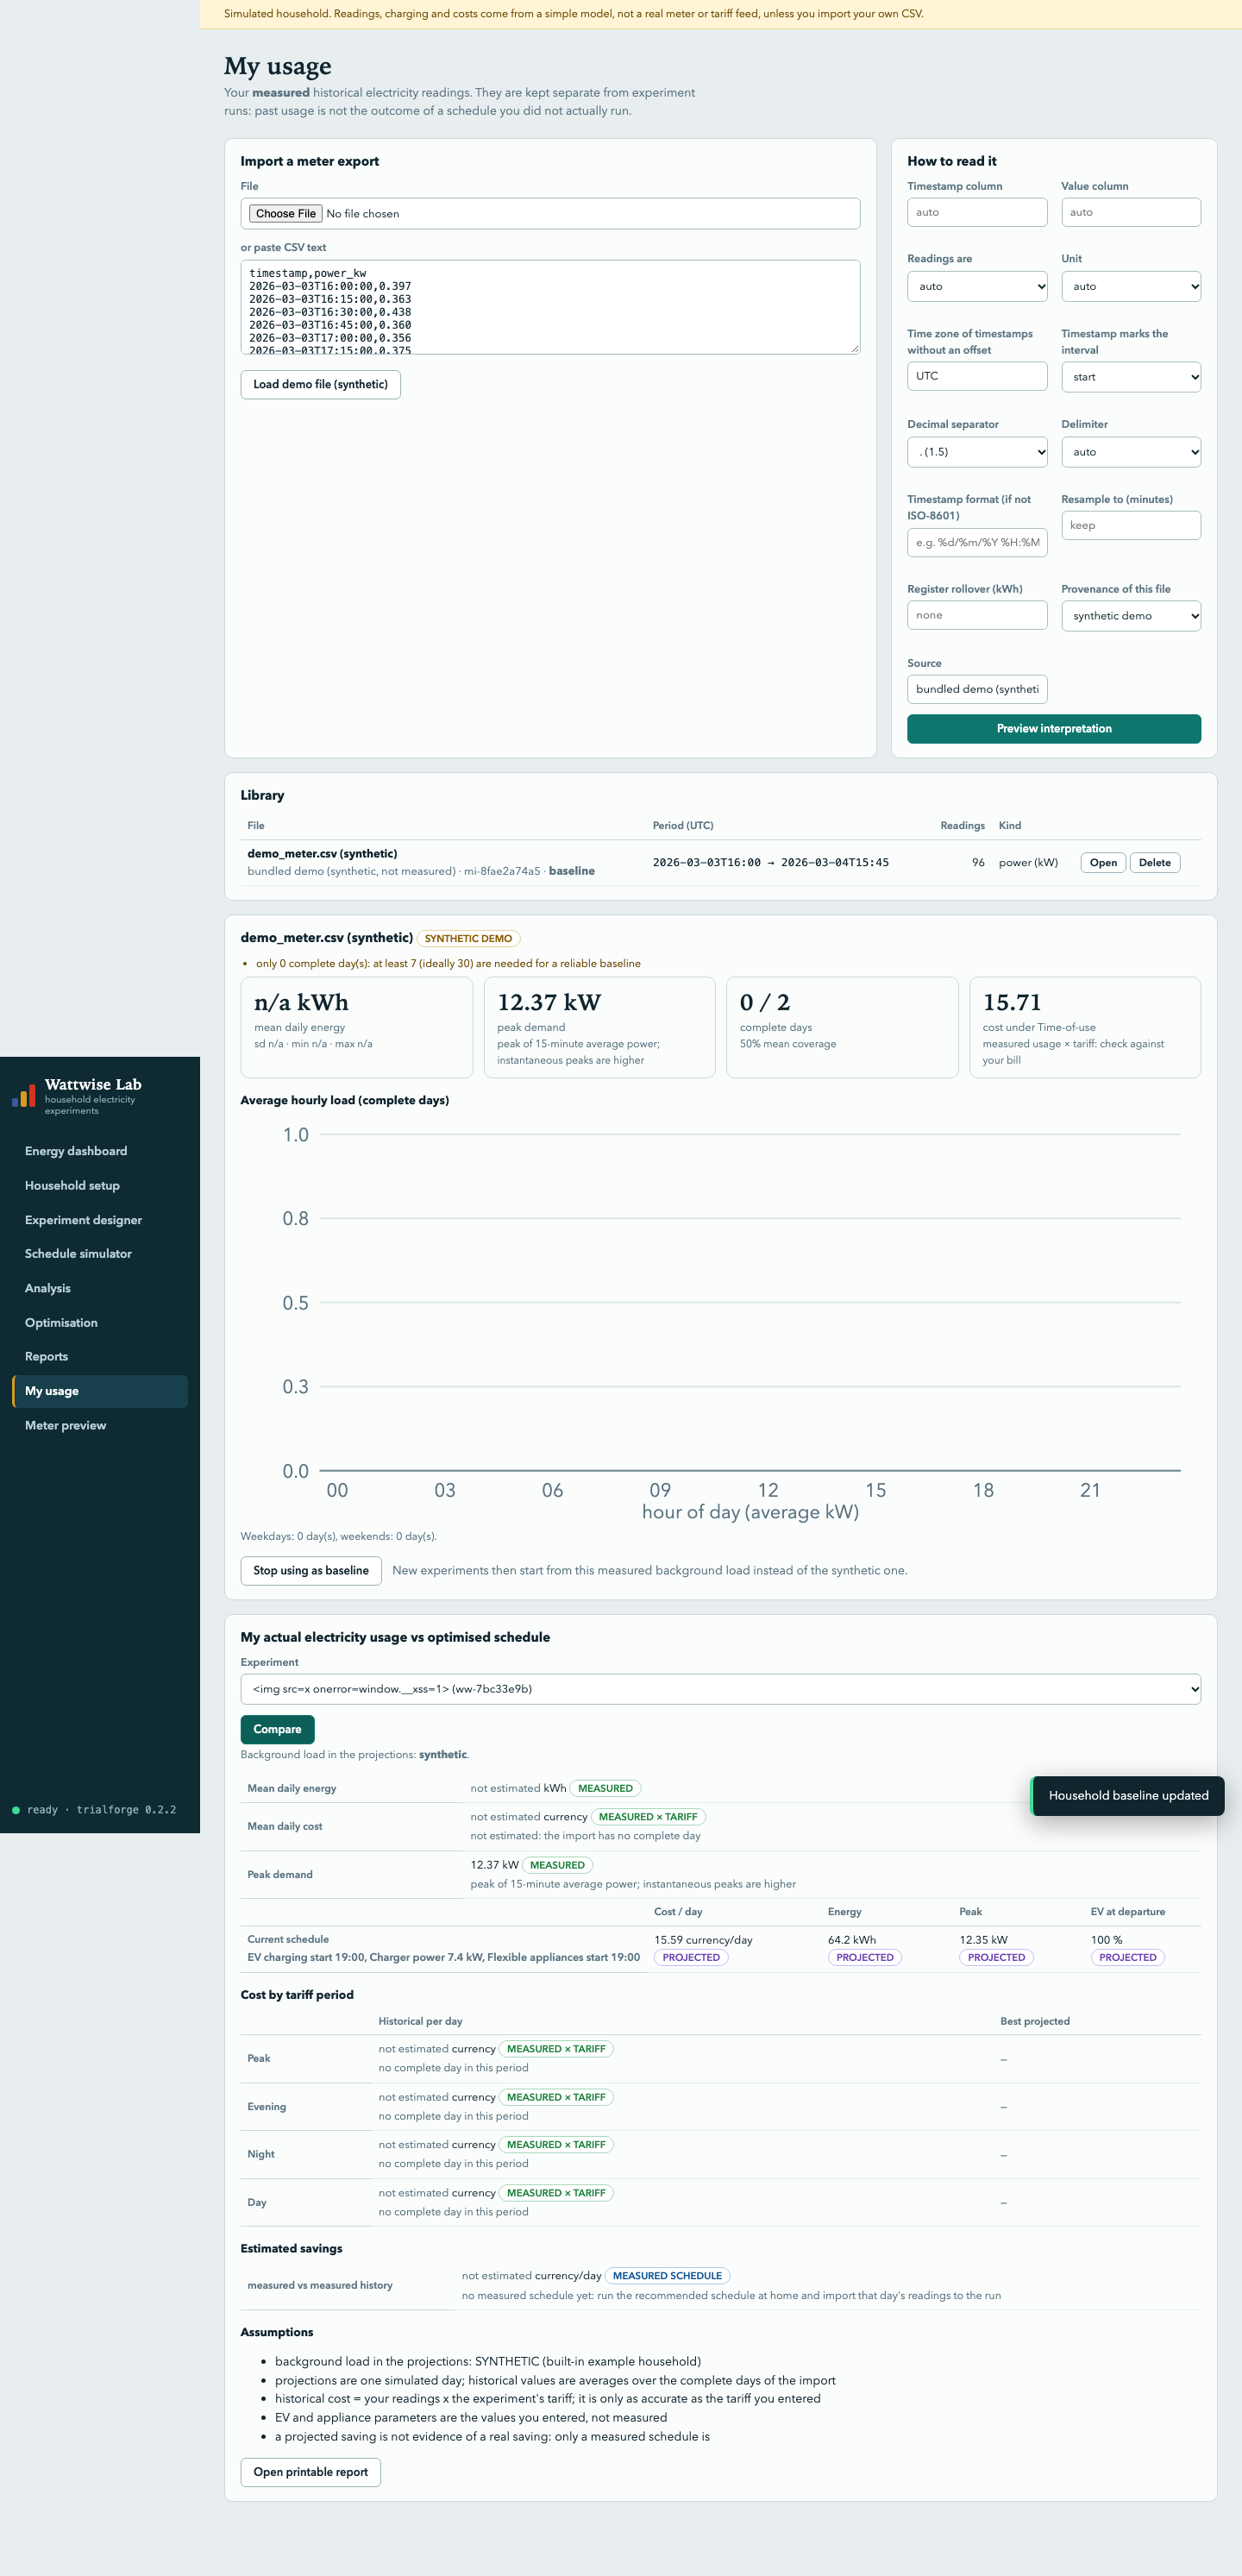 Simulated household. Readings, charging and costs come from a simple model, not a real meter or tariff feed, unless you import your own CSV.
My usage
Your measured historical electricity readings. They are kept separate from experiment
runs: past usage is not the outcome of a schedule you did not actually run.
Import a meter export
File
Choose File No file chosen
or paste CSV text
timestamp,power_kw
2026-03-03T16:00:00,0.397
2026-03-03T16:15:00,0.363
2026-03-03T16:30:00,0.438
2026-03-03T16:45:00,0.360
2026-03-03T17:00:00,0.356
2026-03-03T17:15:00,0.375
Load demo file (synthetic)
How to read it
Timestamp column
Value column
auto
auto
Readings are
Unit
auto
auto
Time zone of timestamps
without an offset
Timestamp marks the
interval
UTC
start
Decimal separator
Delimiter
. (1.5)
auto
Timestamp format (if not
ISO-8601)
Resample to (minutes)
e.g. %d/%m/%Y %H:%M
keep
Register rollover (kWh)
Provenance of this file
none
synthetic demo
Source
bundled demo (syntheti
Preview interpretation
Library
File Period (UTC) Readings Kind
demo_meter.csv (synthetic)
bundled demo (synthetic, not measured) · mi-8fae2a74a5 · baseline
2026-03-03T16:00 → 2026-03-04T15:45 96 power (kW) Open Delete
demo_meter.csv (synthetic) SYNTHETIC DEMO
• only 0 complete day(s): at least 7 (ideally 30) are needed for a reliable baseline
n/a kWh
mean daily energy
sd n/a · min n/a · max n/a
12.37 kW
peak demand
peak of 15-minute average power;
instantaneous peaks are higher
0 / 2
complete days
50% mean coverage
15.71
cost under Time-of-use
measured usage × tariff: check against
your bill
Average hourly load (complete days)
1.0
0.8
0.5
0.3
0.0
00 03 06 09 12 15 18 21
hour of day (average kW)
Weekdays: 0 day(s), weekends: 0 day(s).
Stop using as baseline New experiments then start from this measured background load instead of the synthetic one.
Wattwise Lab
household electricity
experiments
Energy dashboard
Household setup
Experiment designer
Schedule simulator
Analysis
Optimisation
Reports
My usage
Meter preview
ready · trialforge 0.2.2
My actual electricity usage vs optimised schedule
Experiment
<img src=x onerror=window.__xss=1> (ww-7bc33e9b)
Compare
Background load in the projections: synthetic.
Household baseline updated
Mean daily energy not estimated kWh MEASURED
Mean daily cost not estimated currency MEASURED × TARIFF
not estimated: the import has no complete day
Peak demand 12.37 kW MEASURED
peak of 15-minute average power; instantaneous peaks are higher
Cost / day Energy Peak EV at departure
Current schedule 15.59 currency/day 64.2 kWh 12.35 kW 100 %
EV charging start 19:00, Charger power 7.4 kW, Flexible appliances start 19:00 PROJECTED PROJECTED PROJECTED PROJECTED
Cost by tariff period
Historical per day Best projected
Peak not estimated currency MEASURED × TARIFF –
no complete day in this period
Evening not estimated currency MEASURED × TARIFF –
no complete day in this period
Night not estimated currency MEASURED × TARIFF –
no complete day in this period
Day not estimated currency MEASURED × TARIFF –
no complete day in this period
Estimated savings
measured vs measured history not estimated currency/day MEASURED SCHEDULE
no measured schedule yet: run the recommended schedule at home and import that day's readings to the run
Assumptions
• background load in the projections: SYNTHETIC (built-in example household)
• projections are one simulated day; historical values are averages over the complete days of the import
• historical cost = your readings x the experiment's tariff; it is only as accurate as the tariff you entered
• EV and appliance parameters are the values you entered, not measured
• a projected saving is not evidence of a real saving: only a measured schedule is
Open printable report